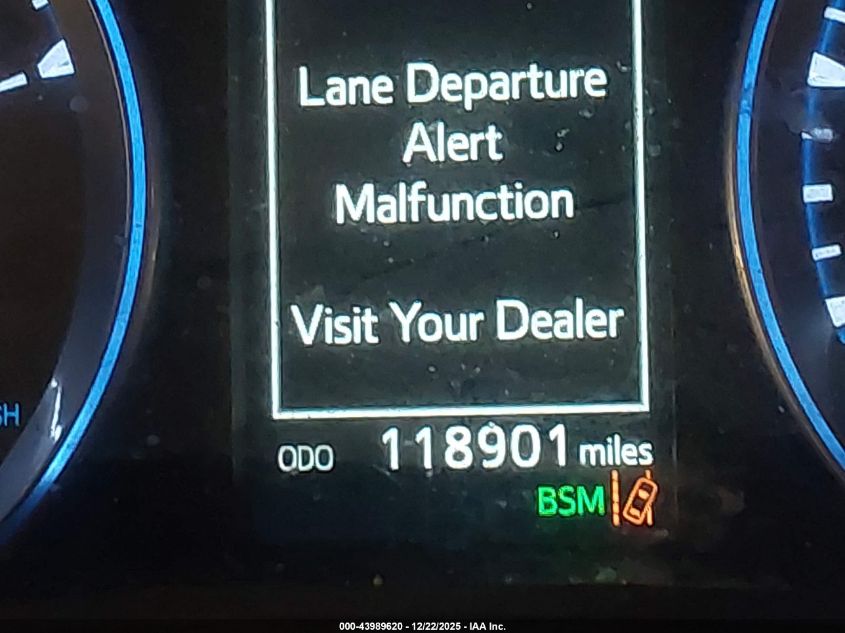 Lane Departure
Alert
Malfunction
Visit Your Dealer
ODO 118901 miles
BSM
000-43989620 - 12/22/2025 - IAA Inc.